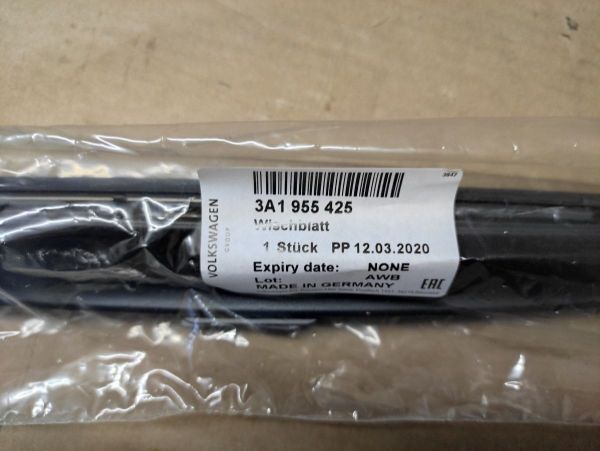 3847
3A1 955 425
Wischblatt
1 Stück PP 12.03.2020
Expiry date: NONE
Lot: AWB
MADE IN GERMANY
EAC
VOLKSWAGEN
GROUP